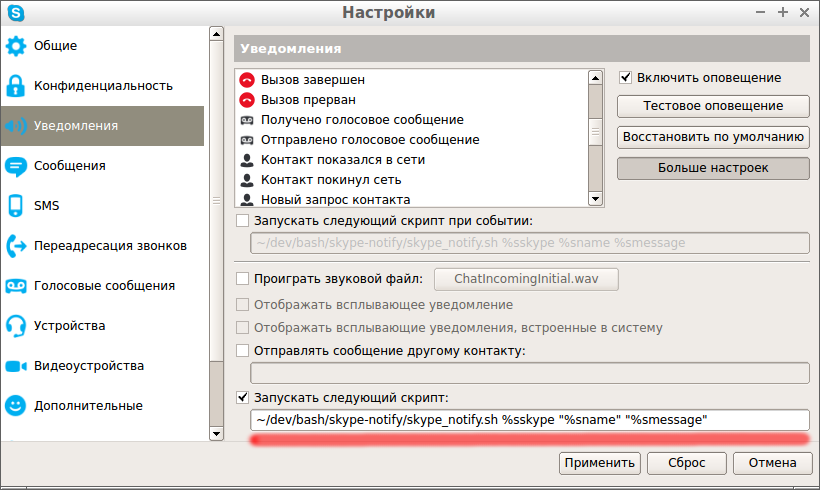 Настройки
Общие
Конфиденциальность
Уведомления
Сообщения
SMS
Переадресация звонков
Голосовые сообщения
Устройства
Видеоустройства
Дополнительные
Уведомления
Вызов завершен
Вызов прерван
Получено голосовое сообщение
Отправлено голосовое сообщение
Контакт показался в сети
Контакт покинул сеть
Новый запрос контакта
Включить оповещение
Тестовое оповещение
Восстановить по умолчанию
Больше настроек
Запускать следующий скрипт при событии:
~/dev/bash/skype-notify/skype_notify.sh %sskype %sname %smessage
Проиграть звуковой файл: ChatIncomingInitial.wav
Отображать всплывающее уведомление
Отображать всплывающие уведомления, встроенные в систему
Отправлять сообщение другому контакту:
Запускать следующий скрипт:
~/dev/bash/skype-notify/skype_notify.sh %sskype "%sname" "%smessage"
Применить Сброс Отмена